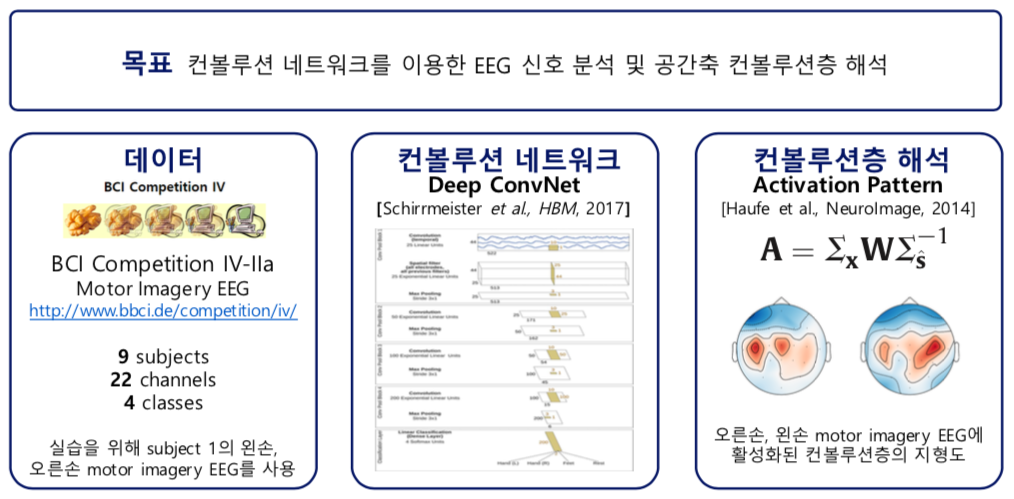 목표 컨볼루션 네트워크를 이용한 EEG 신호 분석 및 공간축 컨볼루션층 해석
데이터
BCI Competition IV
BCI Competition IV-IIa
Motor Imagery EEG
http://www.bbci.de/competition/iv/
9 subjects
22 channels
4 classes
실습을 위해 subject 1의 왼손,
오른손 motor imagery EEG를 사용
컨볼루션 네트워크
Deep ConvNet
[Schirrmeister et al., HBM, 2017]
Convolution
(temporal)
25 Linear Units
Spatial filter
(all electrodes,
all previous filters)
25 Exponential Linear Units
Max Pooling
Stride 3x1
Convolution
50 Exponential Linear Units
Max Pooling
Stride 3x1
Convolution
100 Exponential Linear Units
Max Pooling
Stride 3x1
Convolution
200 Exponential Linear Units
Max Pooling
Stride 3x1
Linear Classification
(Dense Layer)
4 Softmax Units
Hand (L) Hand (R) Feet Rest
컨볼루션층 해석
Activation Pattern
[Haufe et al., NeuroImage, 2014]
A = Σ_x W Σ_ŝ^{-1}
오른손, 왼손 motor imagery EEG에
활성화된 컨볼루션층의 지형도